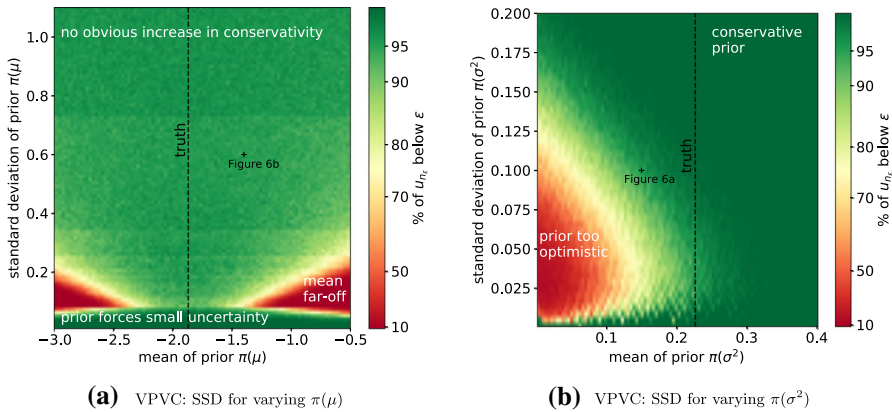 no obvious increase in conservativity
truth
Figure 6b
mean
far-off
prior forces small uncertainty
1.0
0.8
0.6
0.4
0.2
standard deviation of prior π(μ)
−3.0 −2.5 −2.0 −1.5 −1.0 −0.5
mean of prior π(μ)
95
90
80
70
50
10
% of u_{n_ε} below ε
(a) VPVC: SSD for varying π(μ)
conservative
prior
truth
Figure 6a
prior too
optimistic
0.200
0.175
0.150
0.125
0.100
0.075
0.050
0.025
standard deviation of prior π(σ²)
0.1 0.2 0.3 0.4
mean of prior π(σ²)
95
90
80
70
50
10
% of u_{n_ε} below ε
(b) VPVC: SSD for varying π(σ²)